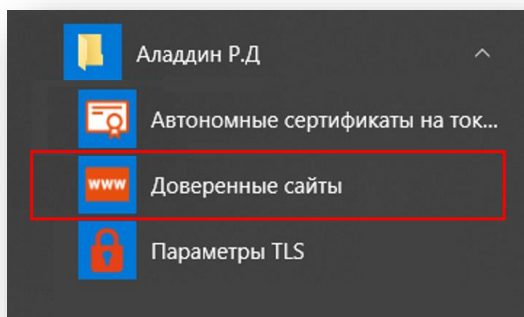 Аладдин Р.Д
Автономные сертификаты на ток...
www
Доверенные сайты
Параметры TLS